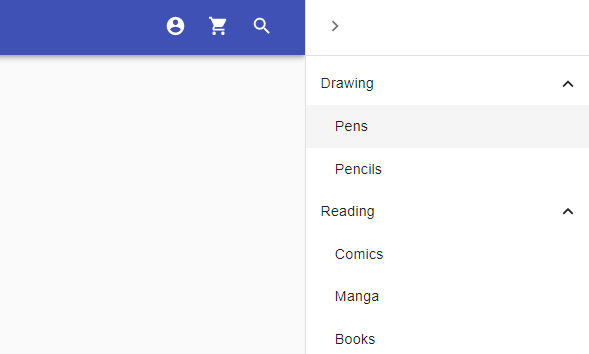 Drawing
Pens
Pencils
Reading
Comics
Manga
Books